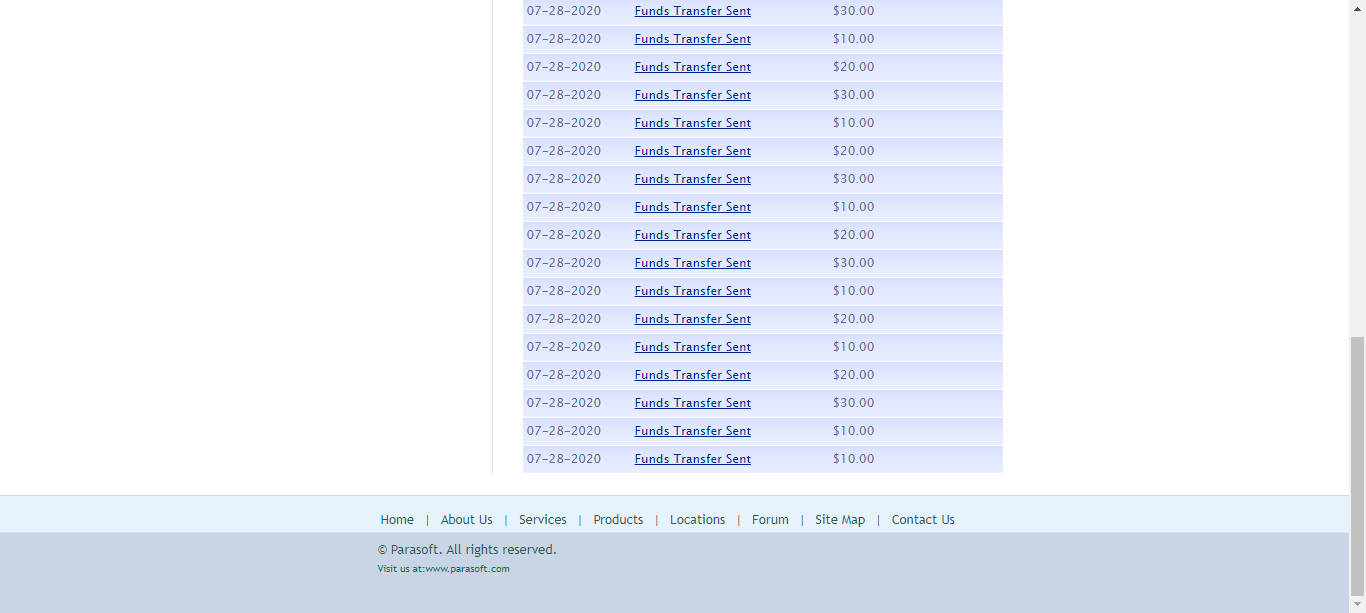 07-28-2020 Funds Transfer Sent $30.00
07-28-2020 Funds Transfer Sent $10.00
07-28-2020 Funds Transfer Sent $20.00
07-28-2020 Funds Transfer Sent $30.00
07-28-2020 Funds Transfer Sent $10.00
07-28-2020 Funds Transfer Sent $20.00
07-28-2020 Funds Transfer Sent $30.00
07-28-2020 Funds Transfer Sent $10.00
07-28-2020 Funds Transfer Sent $20.00
07-28-2020 Funds Transfer Sent $30.00
07-28-2020 Funds Transfer Sent $10.00
07-28-2020 Funds Transfer Sent $20.00
07-28-2020 Funds Transfer Sent $10.00
07-28-2020 Funds Transfer Sent $20.00
07-28-2020 Funds Transfer Sent $30.00
07-28-2020 Funds Transfer Sent $10.00
07-28-2020 Funds Transfer Sent $10.00
Home | About Us | Services | Products | Locations | Forum | Site Map | Contact Us
© Parasoft. All rights reserved.
Visit us at:www.parasoft.com